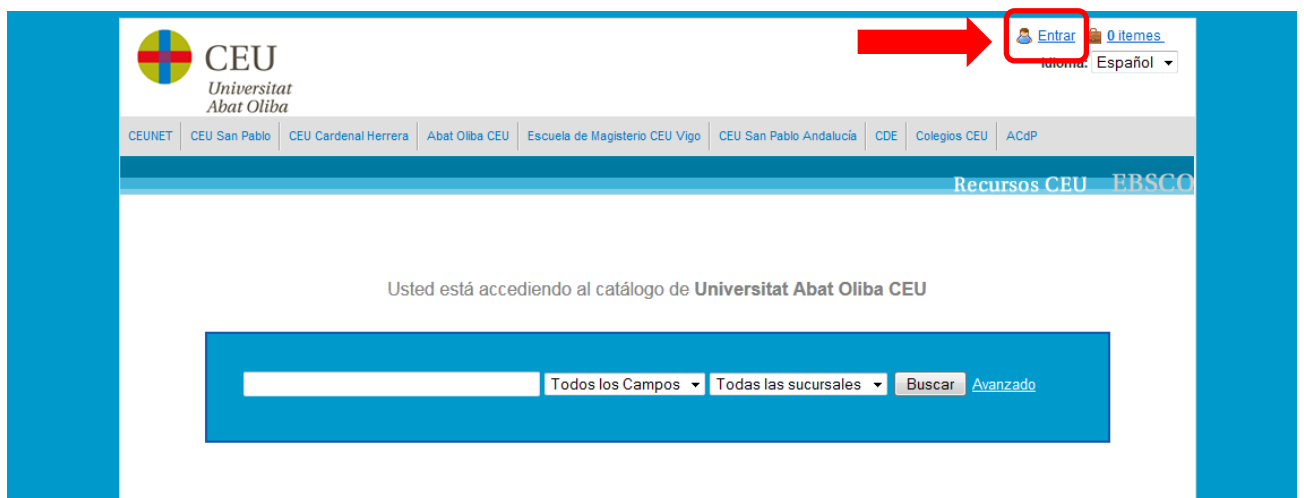 CEU
Universitat
Abat Oliba
Entrar 0 itemes
Idioma: Español
CEUNET CEU San Pablo CEU Cardenal Herrera Abat Oliba CEU Escuela de Magisterio CEU Vigo CEU San Pablo Andalucía CDE Colegios CEU ACdP
Recursos CEU EBSCO
Usted está accediendo al catálogo de Universitat Abat Oliba CEU
Todos los Campos Todas las sucursales Buscar Avanzado